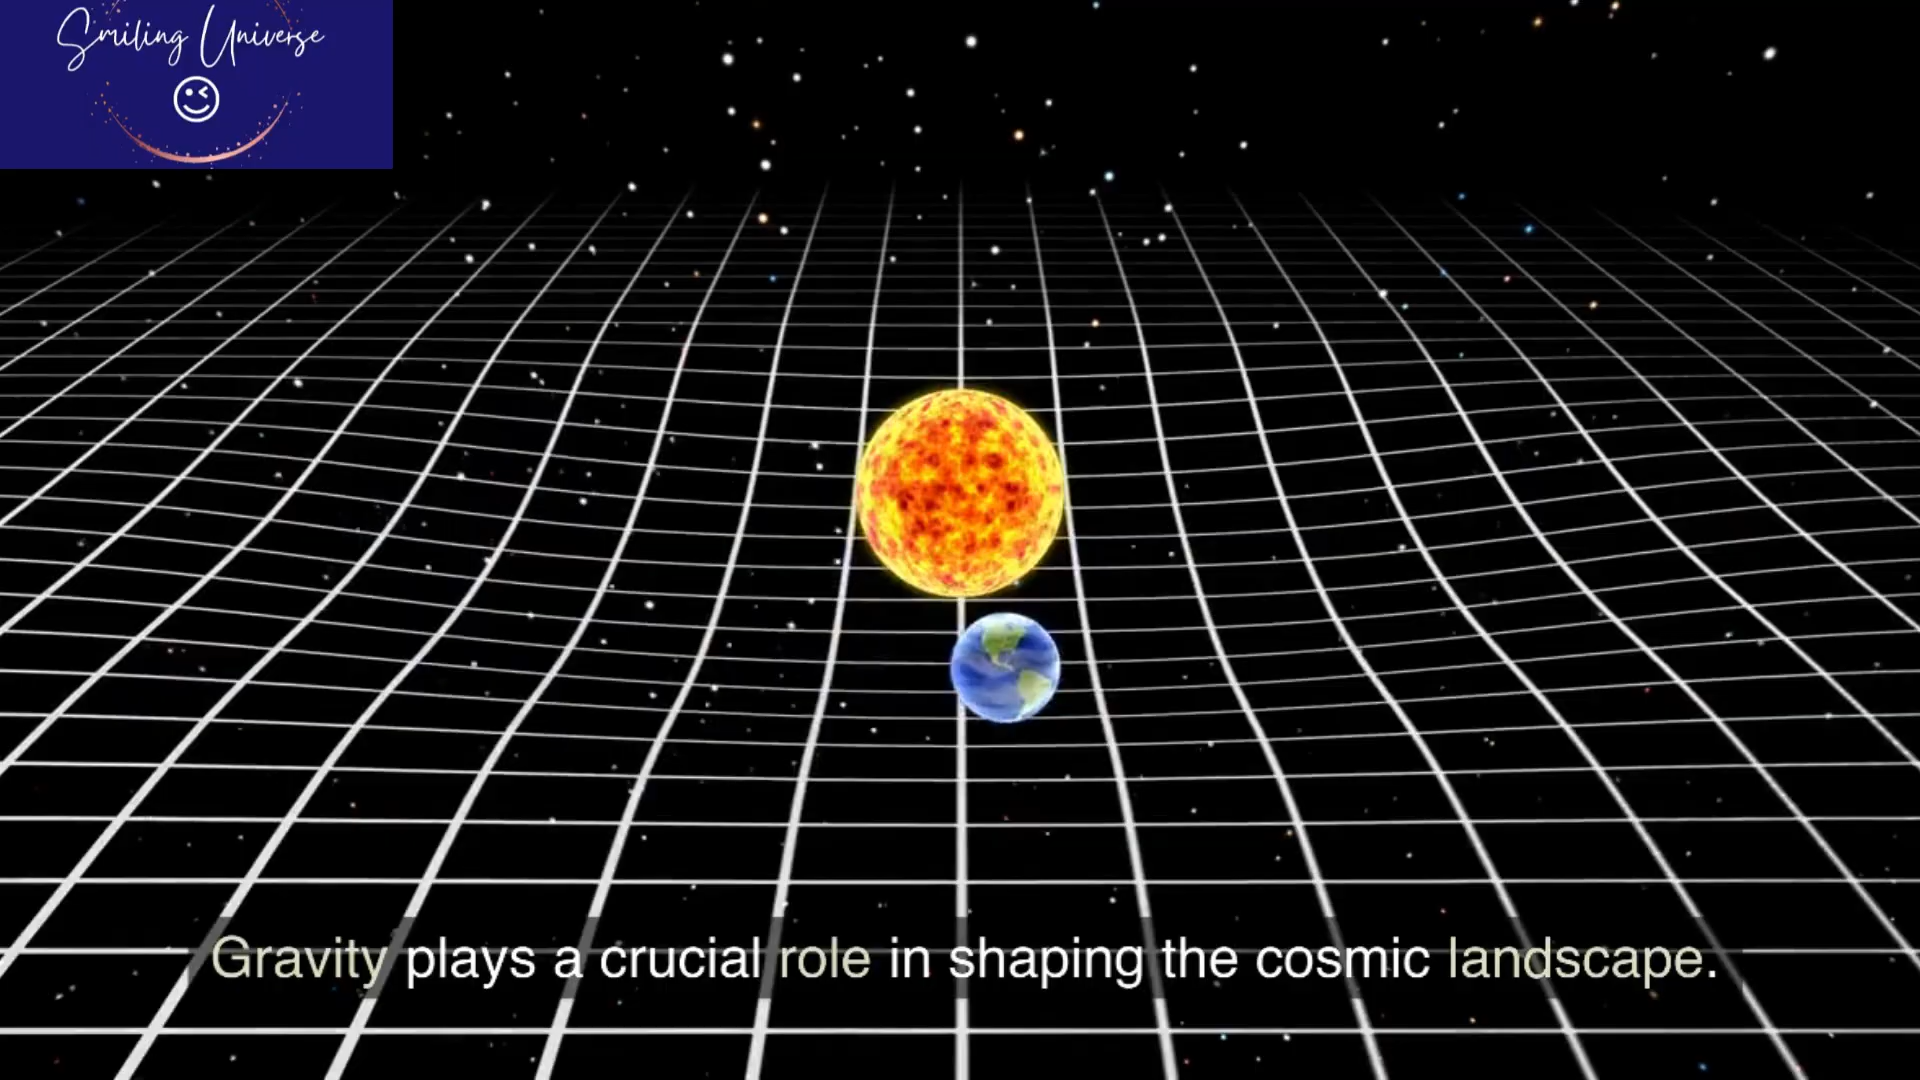 Smiling Universe
Gravity plays a crucial role in shaping the cosmic landscape.